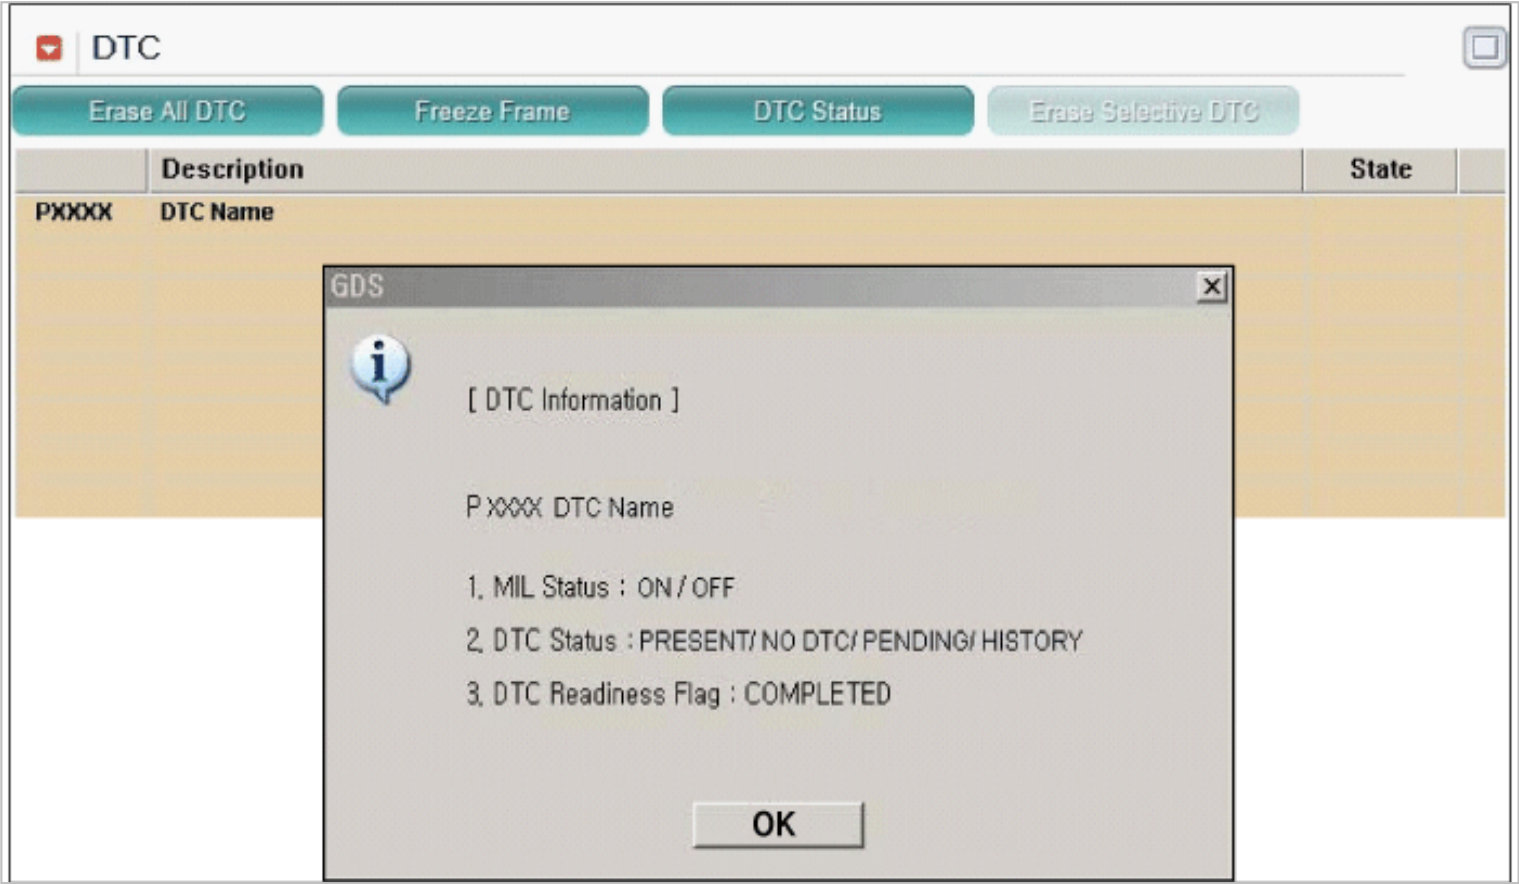 DTC
Erase All DTC Freeze Frame DTC Status Erase Selective DTC
Description State
PXXXX DTC Name
GDS
i
[ DTC Information ]
P XXXX DTC Name
1. MIL Status : ON / OFF
2. DTC Status : PRESENT/ NO DTC/ PENDING/ HISTORY
3. DTC Readiness Flag : COMPLETED
OK